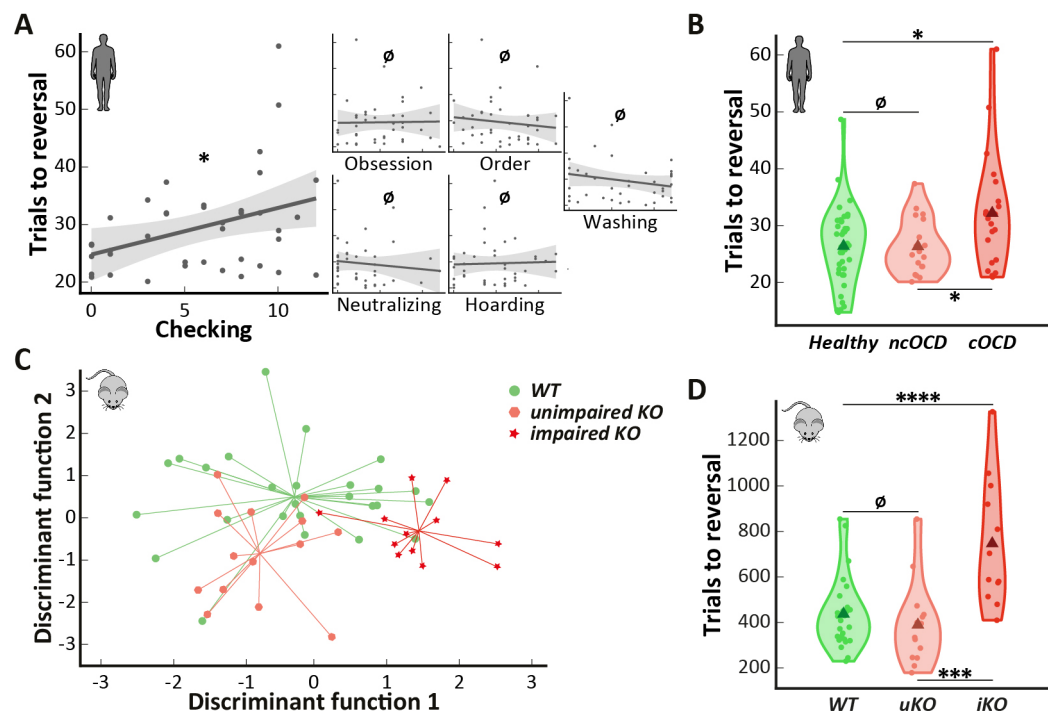 A
Trials to reversal
60
50
40
30
20
*
0
5
10
Checking
ø
Obsession
ø
Order
ø
Neutralizing
ø
Hoarding
ø
Washing
B
Trials to reversal
60
50
40
30
20
*
ø
*
Healthy
ncOCD
cOCD
C
Discriminant function 2
3
2
1
0
-1
-2
-3
-3
-2
-1
0
1
2
3
Discriminant function 1
WT
unimpaired KO
impaired KO
D
Trials to reversal
1200
1000
800
600
400
200
****
ø
***
WT
uKO
iKO